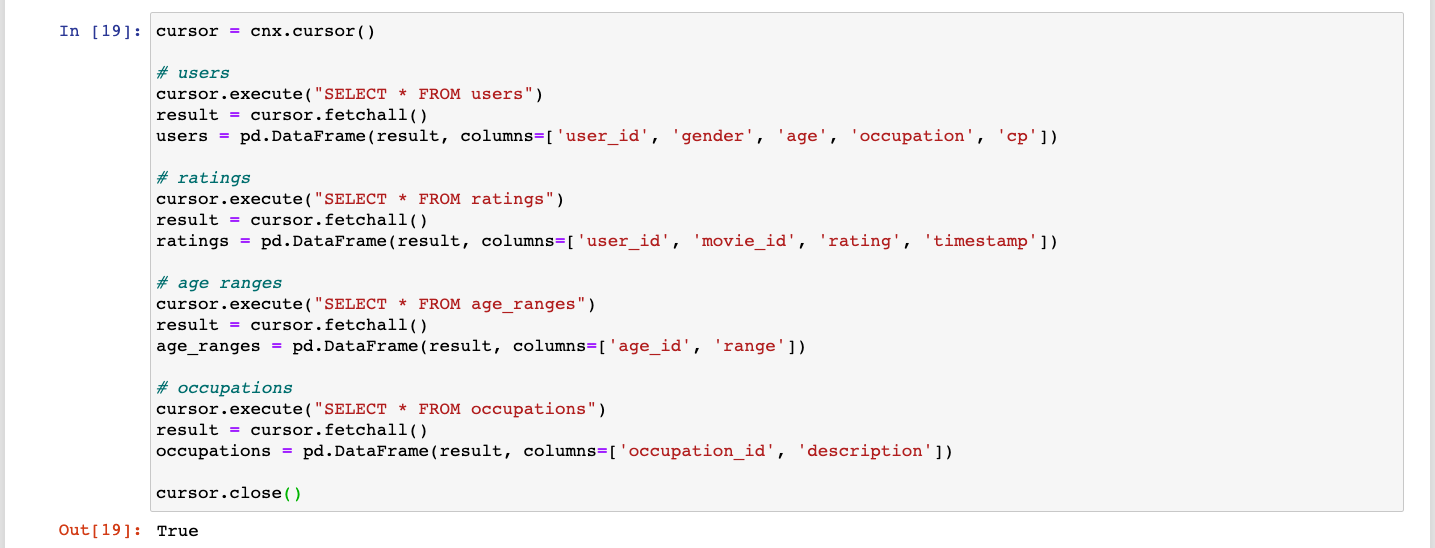 In [19]: cursor = cnx.cursor()
# users
cursor.execute("SELECT * FROM users")
result = cursor.fetchall()
users = pd.DataFrame(result, columns=['user_id', 'gender', 'age', 'occupation', 'cp'])
# ratings
cursor.execute("SELECT * FROM ratings")
result = cursor.fetchall()
ratings = pd.DataFrame(result, columns=['user_id', 'movie_id', 'rating', 'timestamp'])
# age ranges
cursor.execute("SELECT * FROM age_ranges")
result = cursor.fetchall()
age_ranges = pd.DataFrame(result, columns=['age_id', 'range'])
# occupations
cursor.execute("SELECT * FROM occupations")
result = cursor.fetchall()
occupations = pd.DataFrame(result, columns=['occupation_id', 'description'])
cursor.close()
Out[19]: True